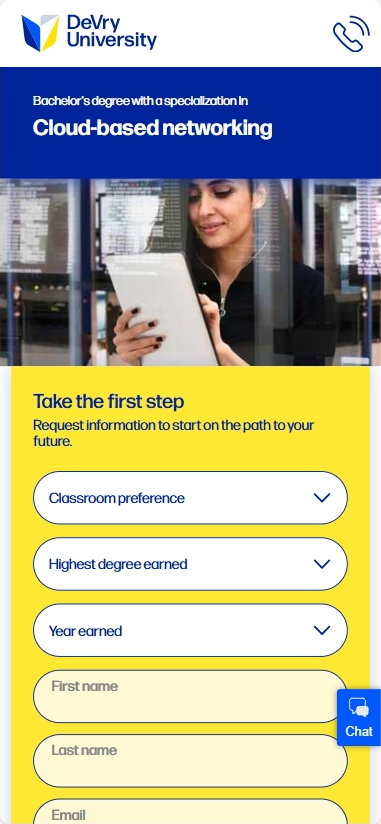 DeVry
University
Bachelor's degree with a specialization in
Cloud-based networking
Take the first step
Request information to start on the path to your
future.
Classroom preference
Highest degree earned
Year earned
First name
Last name
Chat
Email